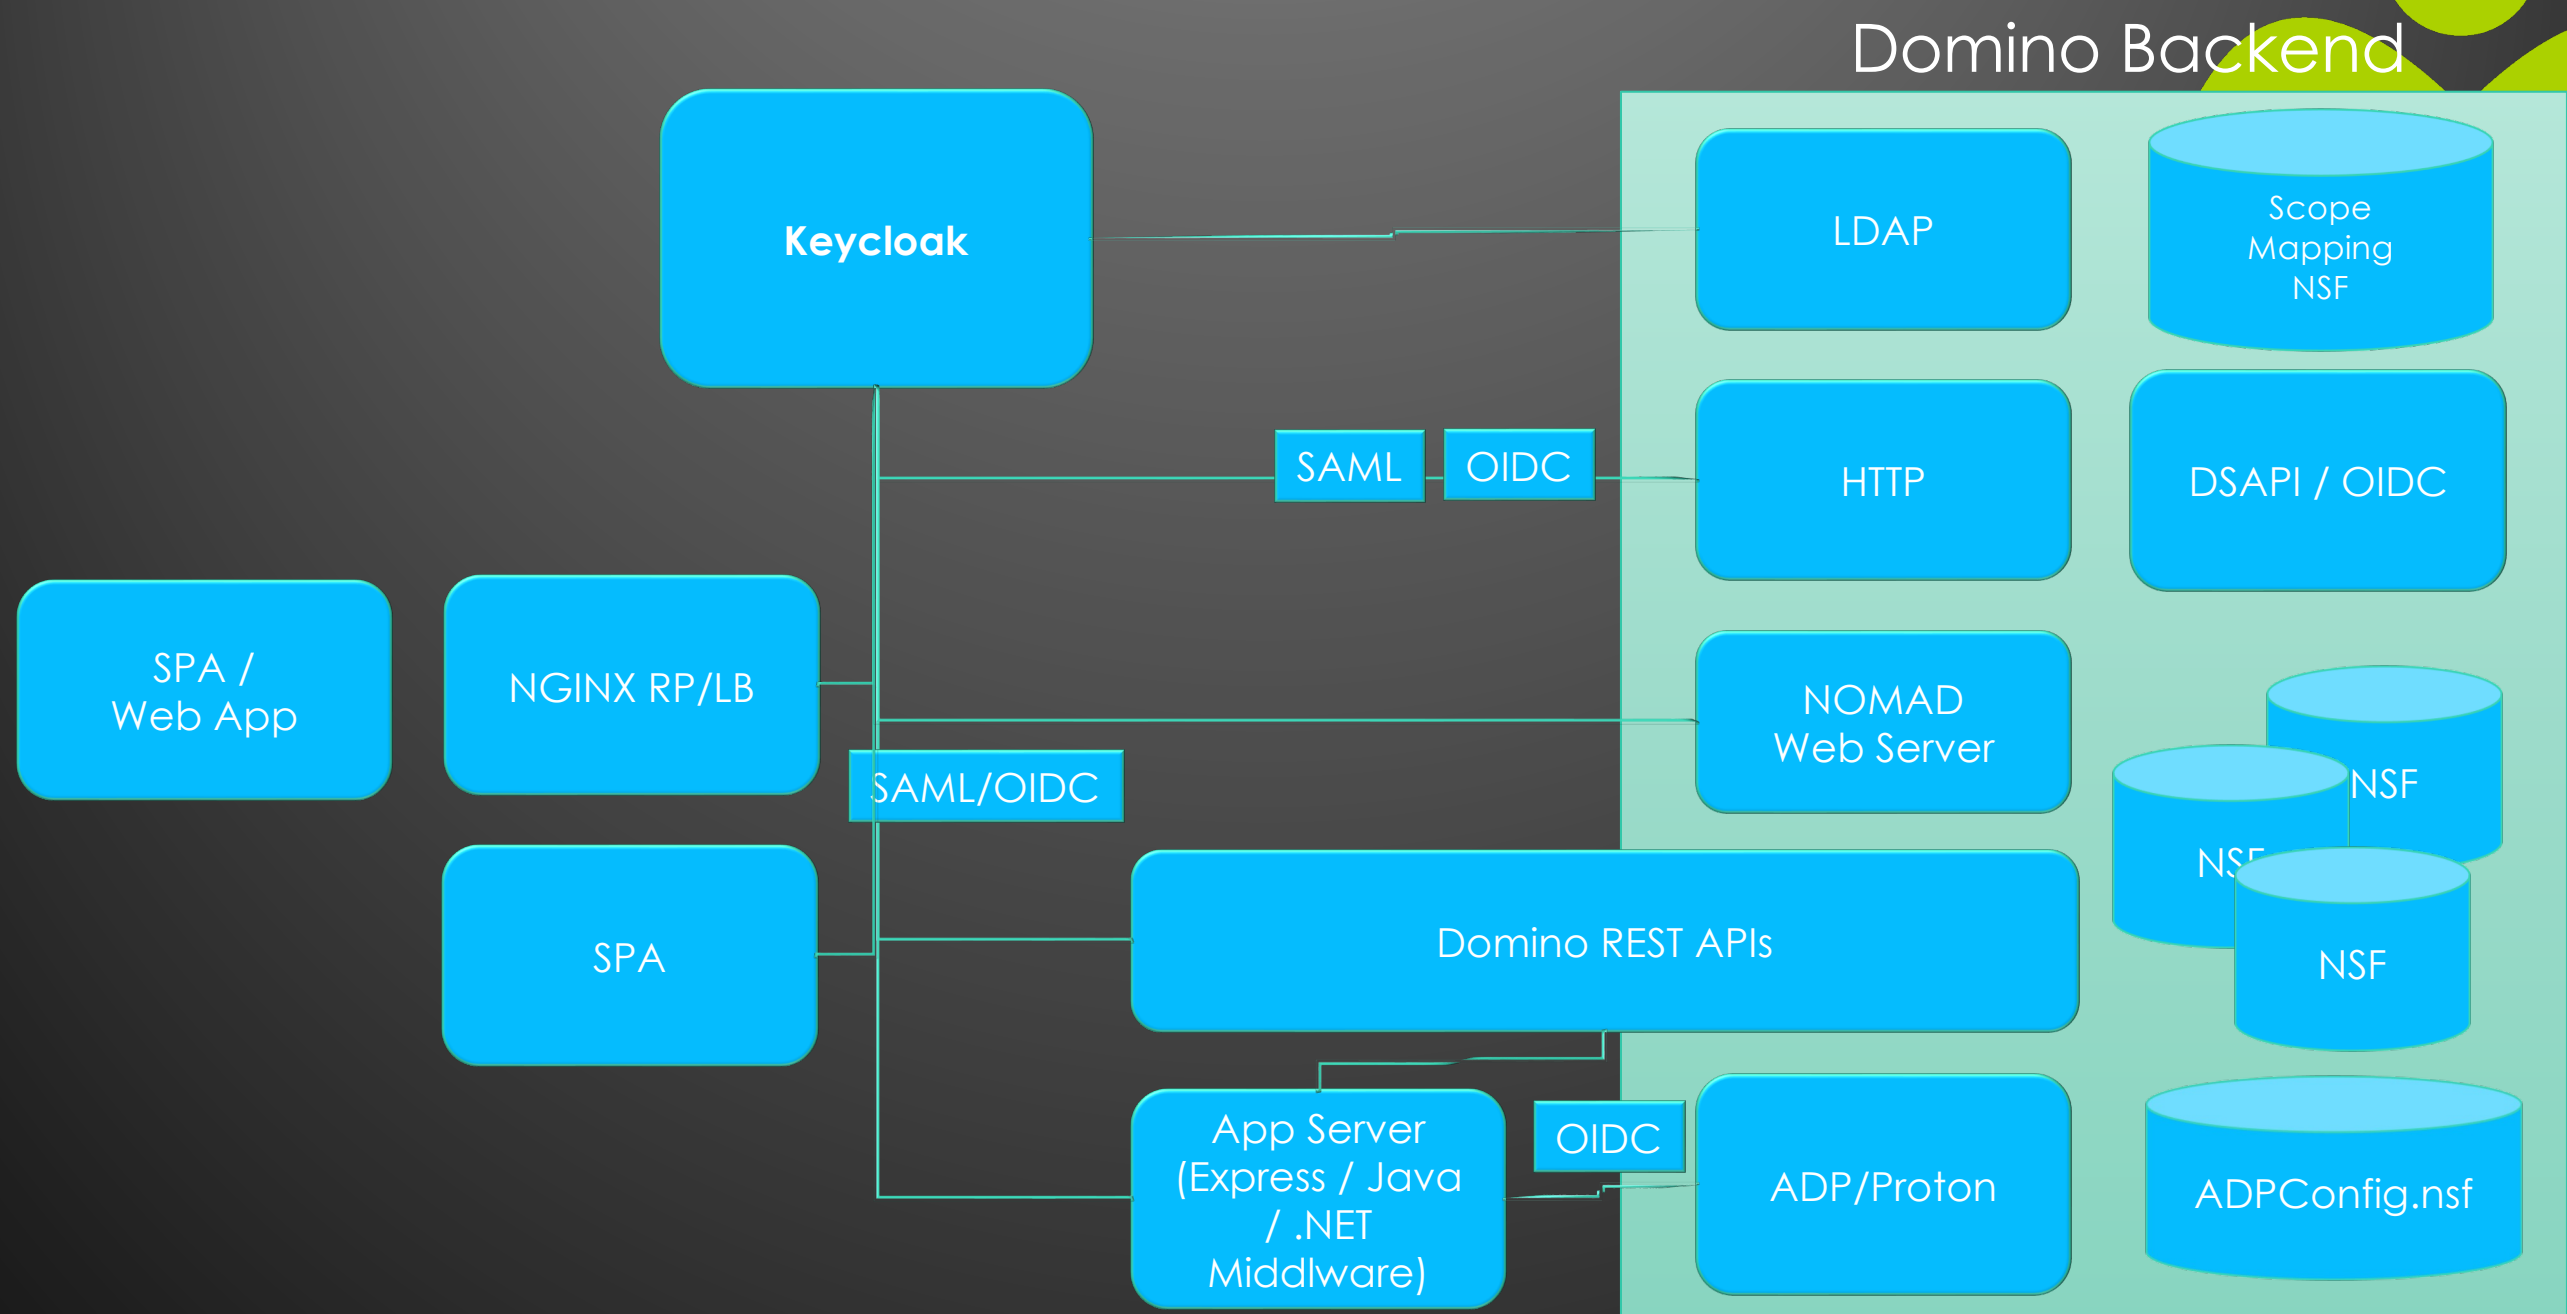 Domino Backend
Keycloak
LDAP
Scope
Mapping
NSF
SAML
OIDC
HTTP
DSAPI / OIDC
SPA /
Web App
NGINX RP/LB
NOMAD
Web Server
SAML/OIDC
NSF
NSF
NSF
SPA
Domino REST APIs
App Server
(Express / Java
/ .NET
Middlware)
OIDC
ADP/Proton
ADPConfig.nsf